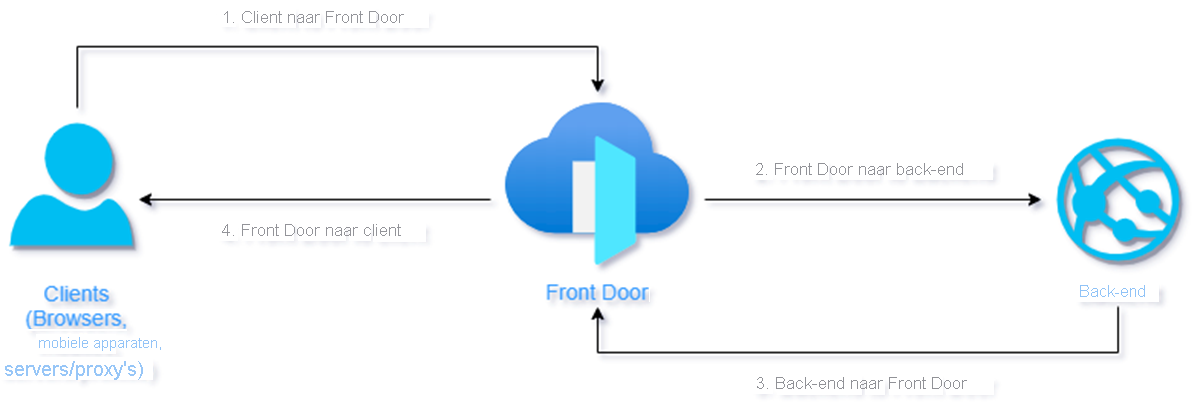 1. Client naar Front Door
2. Front Door naar back-end
4. Front Door naar client
Clients
(Browsers,
mobiele apparaten,
servers/proxy's)
Front Door
Back-end
3. Back-end naar Front Door